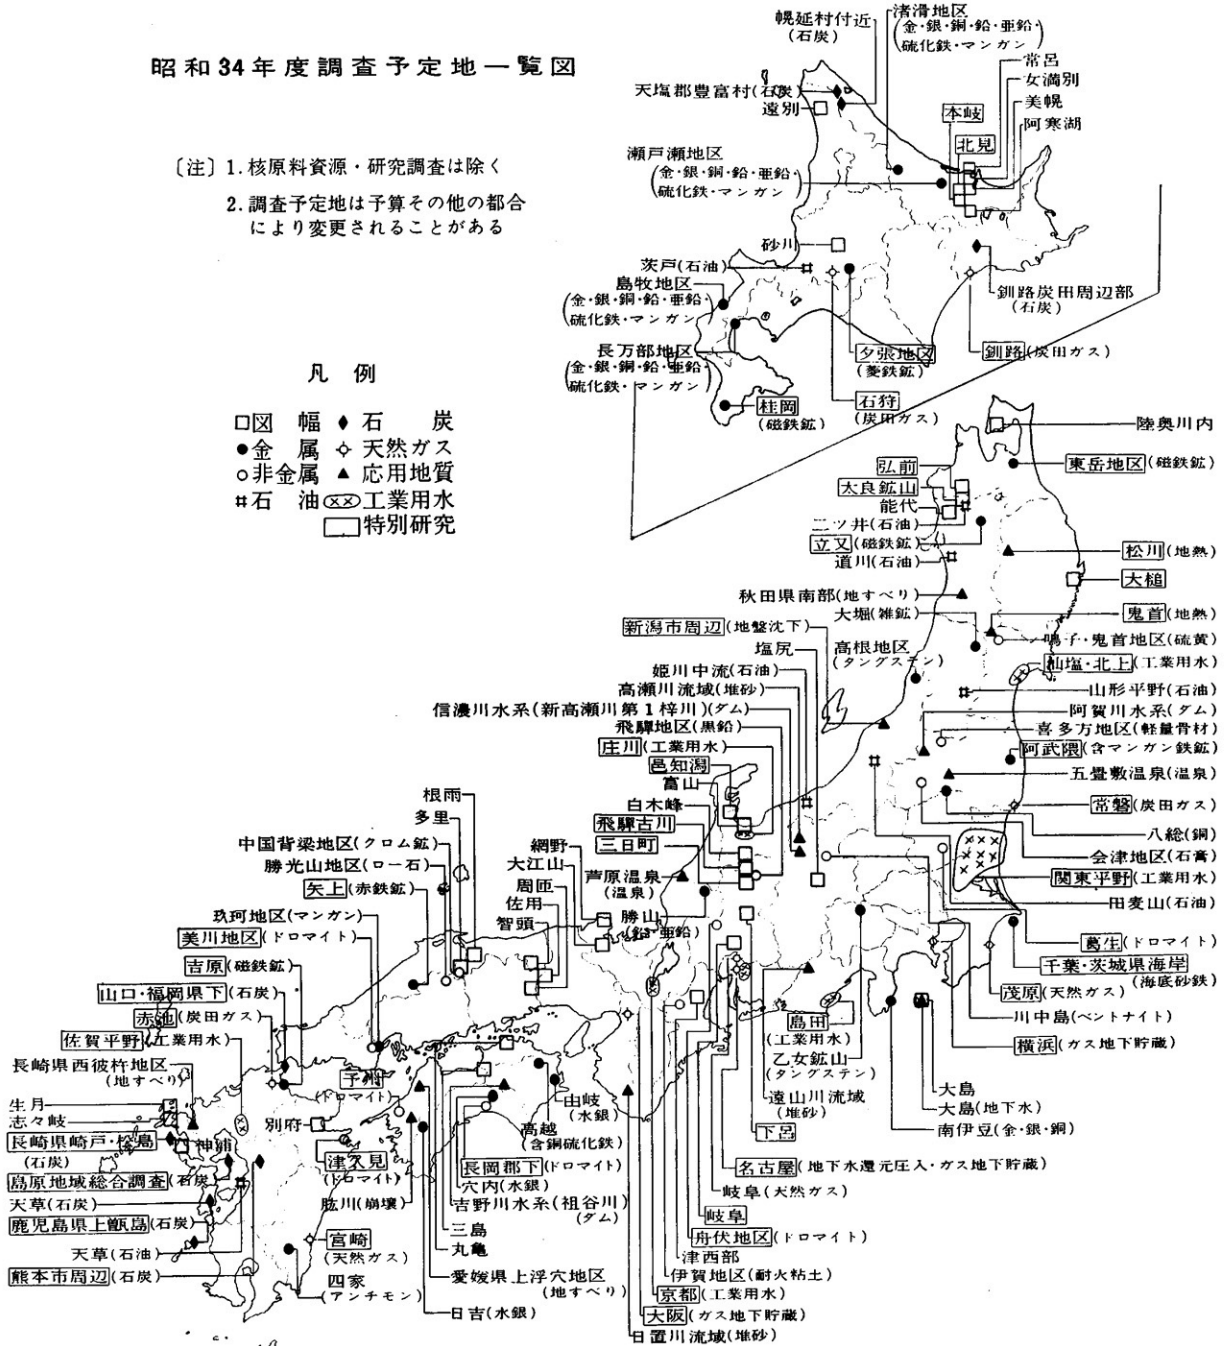 昭和34年度調査予定地一覧図
〔注〕1.核原料資源・研究調査は除く
2.調査予定地は予算その他の都合
により変更されることがある
凡例
図幅
石炭
金属
天然ガス
非金属
応用地質
石油
工業用水
特別研究
幌延村付近
(石炭)
渚滑地区
(金・銀・銅・鉛・亜鉛・
硫化鉄・マンガン)
常呂
女満別
美幌
阿寒湖
本岐
北見
天塩郡豊富村(石炭)
遠別
瀬戸瀬地区
(金・銀・銅・鉛・亜鉛・
硫化鉄・マンガン)
砂川
茨戸(石油)
島牧地区
(金・銀・銅・鉛・亜鉛・
硫化鉄・マンガン)
長万部地区
(金・銀・銅・鉛・亜鉛・
硫化鉄・マンガン)
釧路炭田周辺部
(石炭)
夕張地区
(菱鉄鉱)
釧路(炭田ガス)
桂岡
(磁鉄鉱)
石狩
(炭田ガス)
陸奥川内
東岳地区(磁鉄鉱)
弘前
太良鉱山
能代
二ツ井(石油)
立又(磁鉄鉱)
道川(石油)
松川(地熱)
大槌
秋田県南部(地すべり)
大堀(雑鉱)
鬼首(地熱)
鳴子・鬼首地区(硫黄)
新潟市周辺(地盤沈下)
塩尻
高根地区
(タングステン)
仙塩・北上(工業用水)
姫川中流(石油)
高瀬川流域(堆砂)
信濃川水系(新高瀬川第1梓川)(ダム)
飛騨地区(黒鉛)
庄川(工業用水)
邑知潟
富山
白木峰
飛騨古川
三日町
山形平野(石油)
阿賀川水系(ダム)
喜多方地区(軽量骨材)
阿武隈(含マンガン鉄鉱)
五畳敷温泉(温泉)
常磐(炭田ガス)
八総(銅)
会津地区(石膏)
関東平野(工業用水)
田麦山(石油)
葛生(ドロマイト)
千葉・茨城県海岸
(海底砂鉄)
茂原(天然ガス)
川中島(ベントナイト)
横浜(ガス地下貯蔵)
大島
大島(地下水)
南伊豆(金・銀・銅)
根雨
多里
中国背梁地区(クロム鉱)
勝光山地区(ロー石)
矢上(赤鉄鉱)
玖珂地区(マンガン)
美川地区(ドロマイト)
吉原(磁鉄鉱)
山口・福岡県下(石炭)
赤池(炭田ガス)
佐賀平野(工業用水)
長崎県西彼杵地区
(地すべり)
生月
志々岐
長崎県崎戸・松島
(石炭)
神浦
島原地域総合調査(石炭)
天草(石炭)
鹿児島県上甑島(石炭)
天草(石油)
熊本市周辺(石炭)
網野
大江山
周匝
佐用
智頭
芦原温泉
(温泉)
勝山
(鉛・亜鉛)
予州
(ドロマイト)
別府
津久見
(ドロマイト)
肱川(崩壊)
宮崎
(天然ガス)
四家
(アンチモン)
由岐
(水銀)
高越
(含銅硫化鉄)
長岡郡下(ドロマイト)
穴内(水銀)
吉野川水系(祖谷川)
(ダム)
三島
丸亀
愛媛県上浮穴地区
(地すべり)
日吉(水銀)
島田
(工業用水)
乙女鉱山
(タングステン)
遠山川流域
(堆砂)
下呂
名古屋(地下水還元圧入・ガス地下貯蔵)
岐阜(天然ガス)
岐阜
舟伏地区(ドロマイト)
津西部
伊賀地区(耐火粘土)
京都(工業用水)
大阪(ガス地下貯蔵)
日置川流域(堆砂)